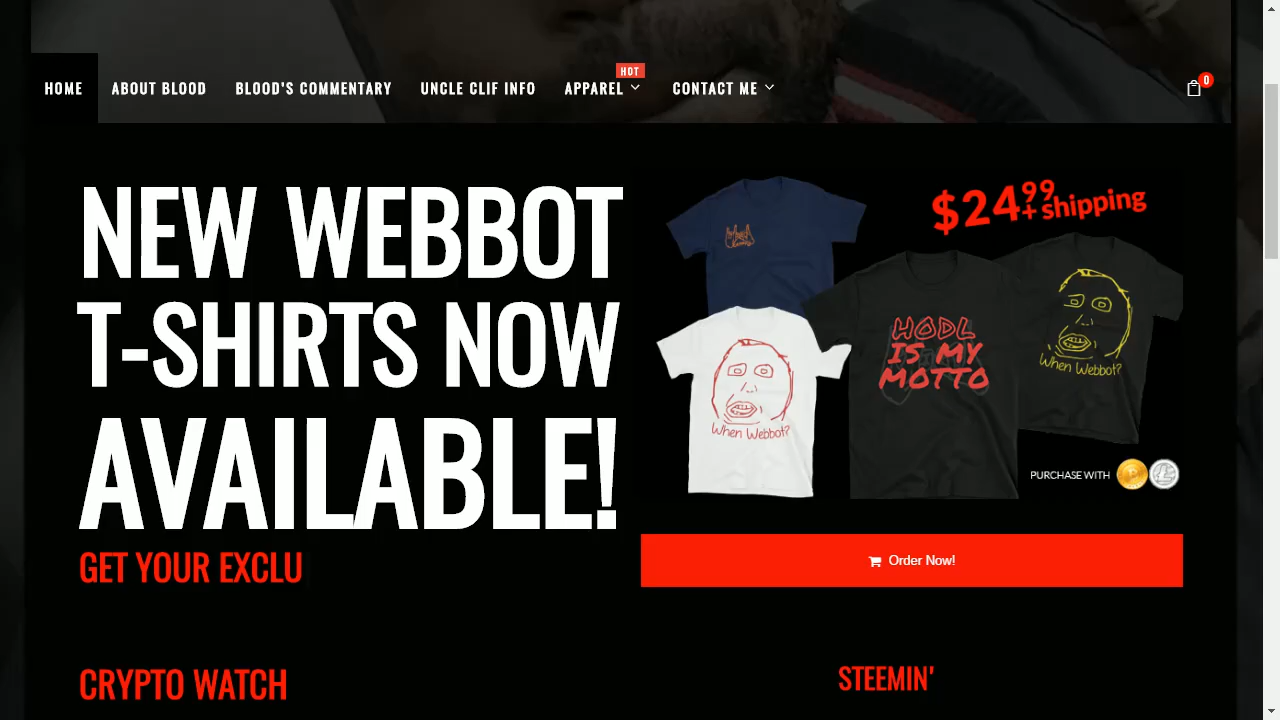 HOT
HOME ABOUT BLOOD BLOOD'S COMMENTARY UNCLE CLIF INFO APPAREL CONTACT ME 0
NEW WEBBOT
T-SHIRTS NOW
AVAILABLE!
GET YOUR EXCLU
$24.99
+ shipping
HODL
IS MY
MOTTO
When Webbot?
When Webbot?
PURCHASE WITH
Order Now!
CRYPTO WATCH
STEEMIN'